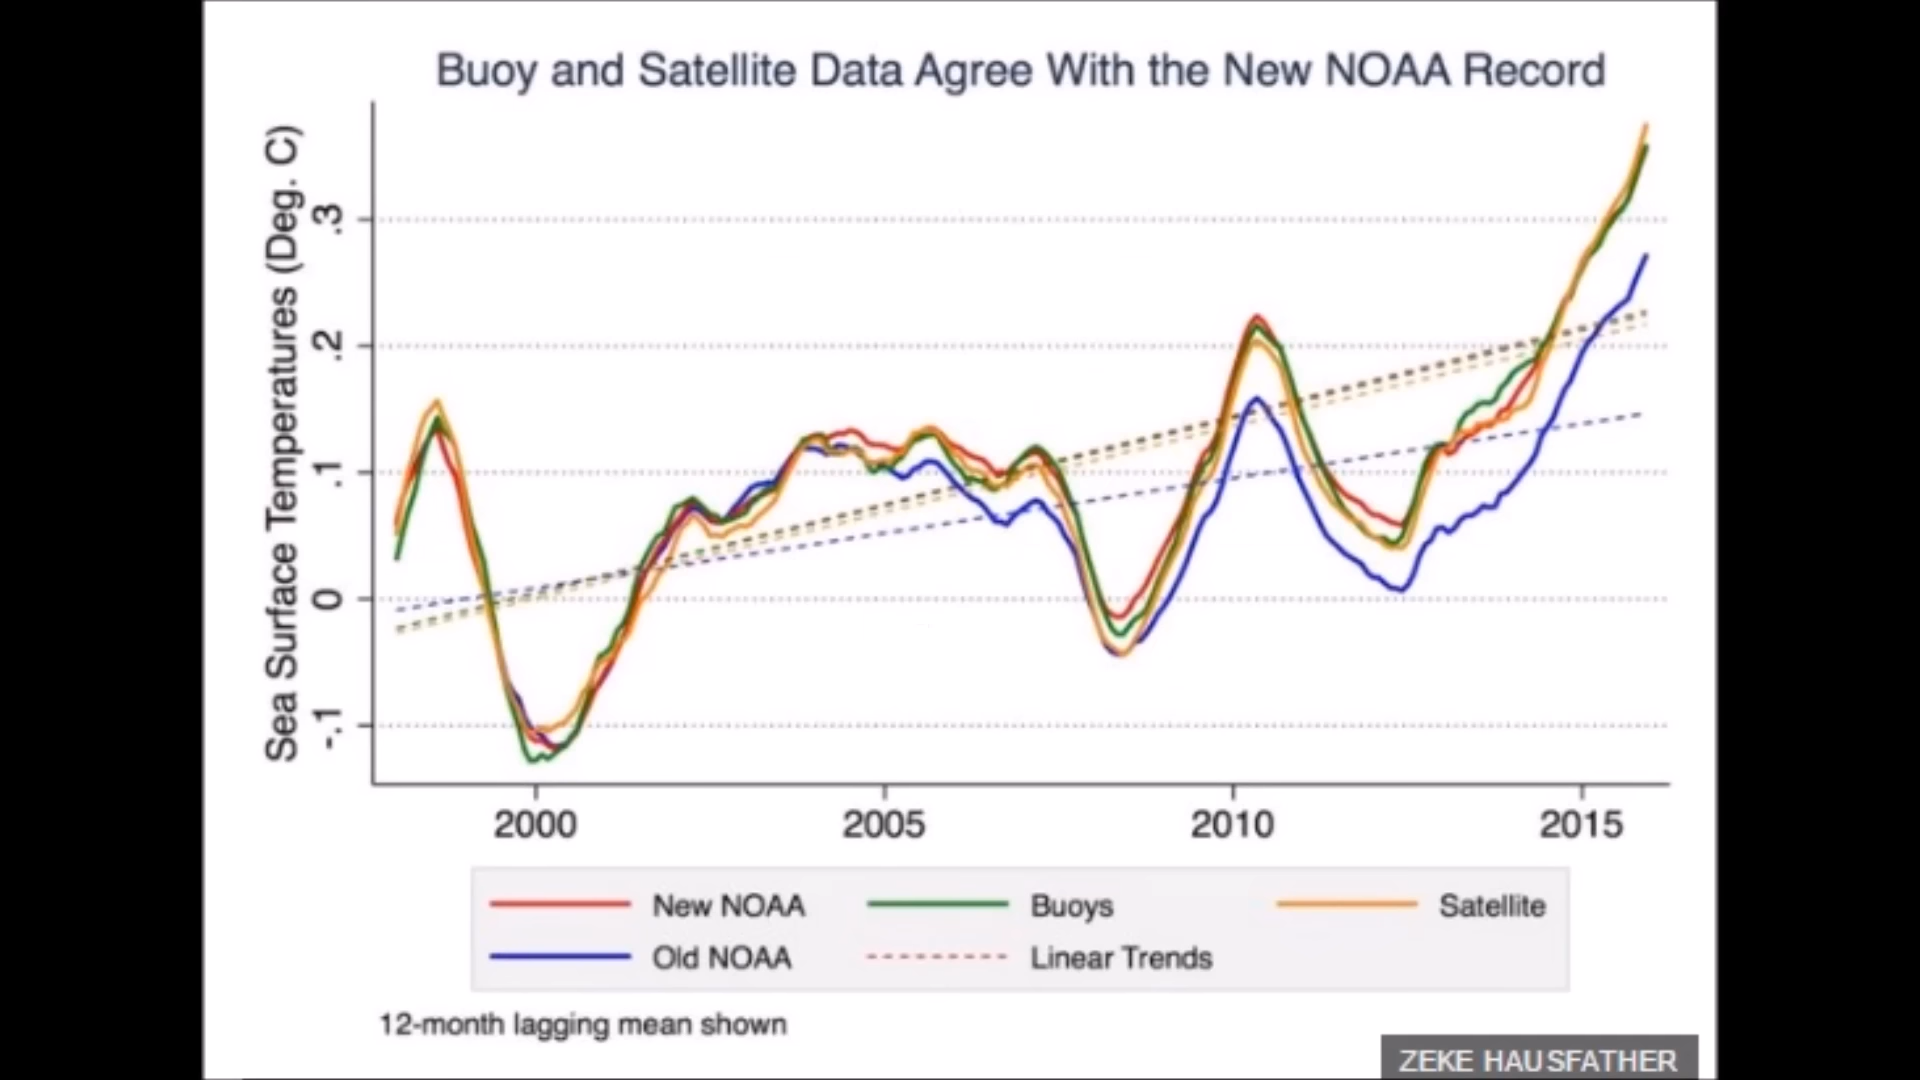 Buoy and Satellite Data Agree With the New NOAA Record
Sea Surface Temperatures (Deg. C)
.3
.2
.1
0
-.1
2000 2005 2010 2015
New NOAA Buoys Satellite
Old NOAA Linear Trends
12-month lagging mean shown
ZEKE HAUSFATHER